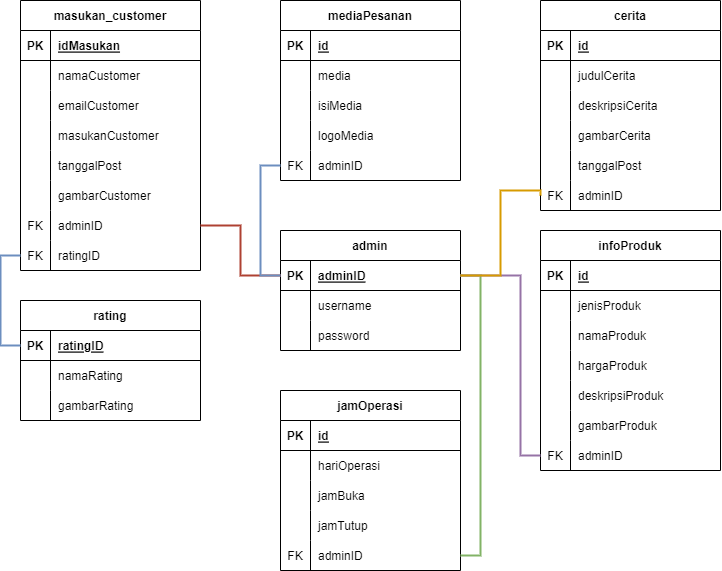 masukan_customer
PK idMasukan
namaCustomer
emailCustomer
masukanCustomer
tanggalPost
gambarCustomer
FK adminID
FK ratingID
rating
PK ratingID
namaRating
gambarRating
mediaPesanan
PK id
media
isiMedia
logoMedia
FK adminID
admin
PK adminID
username
password
jamOperasi
PK id
hariOperasi
jamBuka
jamTutup
FK adminID
cerita
PK id
judulCerita
deskripsiCerita
gambarCerita
tanggalPost
FK adminID
infoProduk
PK id
jenisProduk
namaProduk
hargaProduk
deskripsiProduk
gambarProduk
FK adminID